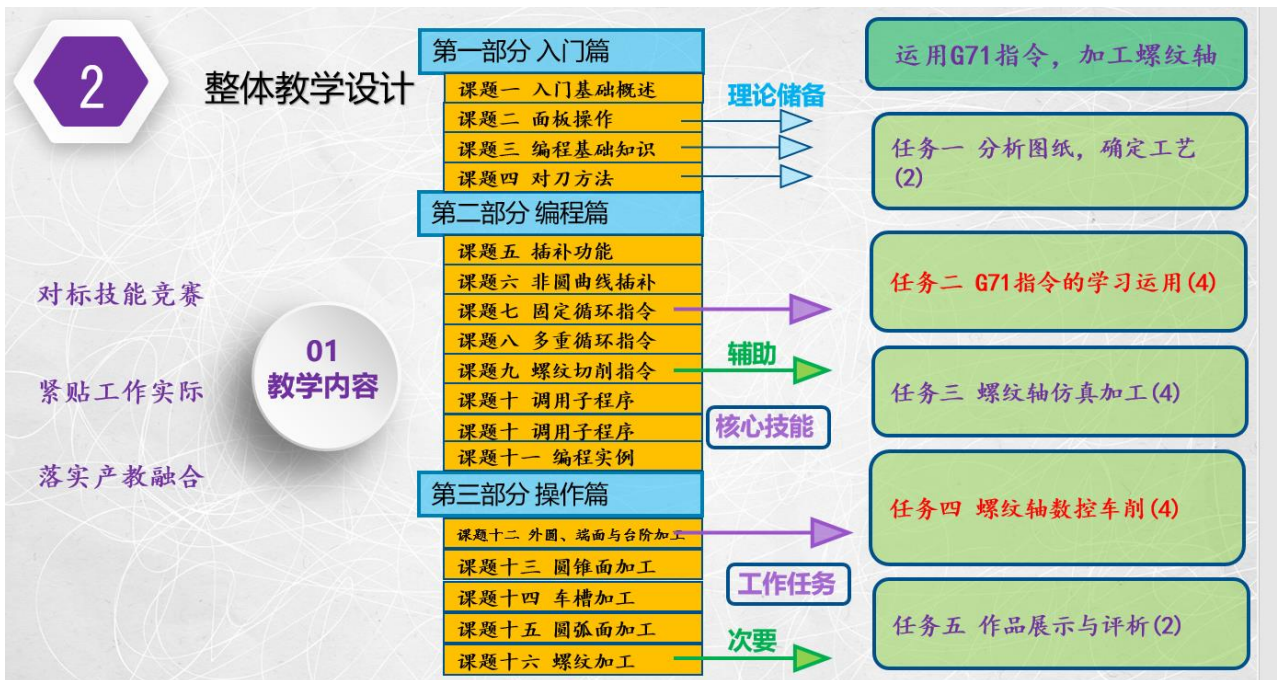 2
整体教学设计
对标技能竞赛
紧贴工作实际
落实产教融合
01
教学内容
第一部分 入门篇
课题一 入门基础概述
课题二 面板操作
课题三 编程基础知识
课题四 对刀方法
第二部分 编程篇
课题五 插补功能
课题六 非圆曲线插补
课题七 固定循环指令
课题八 多重循环指令
课题九 螺纹切削指令
课题十 调用子程序
课题十 调用子程序
课题十一 编程实例
第三部分 操作篇
课题十二 外圆、端面与台阶加工
课题十三 圆锥面加工
课题十四 车槽加工
课题十五 圆弧面加工
课题十六 螺纹加工
理论储备
辅助
核心技能
工作任务
次要
运用G71指令，加工螺纹轴
任务一 分析图纸，确定工艺
(2)
任务二 G71指令的学习运用(4)
任务三 螺纹轴仿真加工(4)
任务四 螺纹轴数控车削(4)
任务五 作品展示与评析(2)